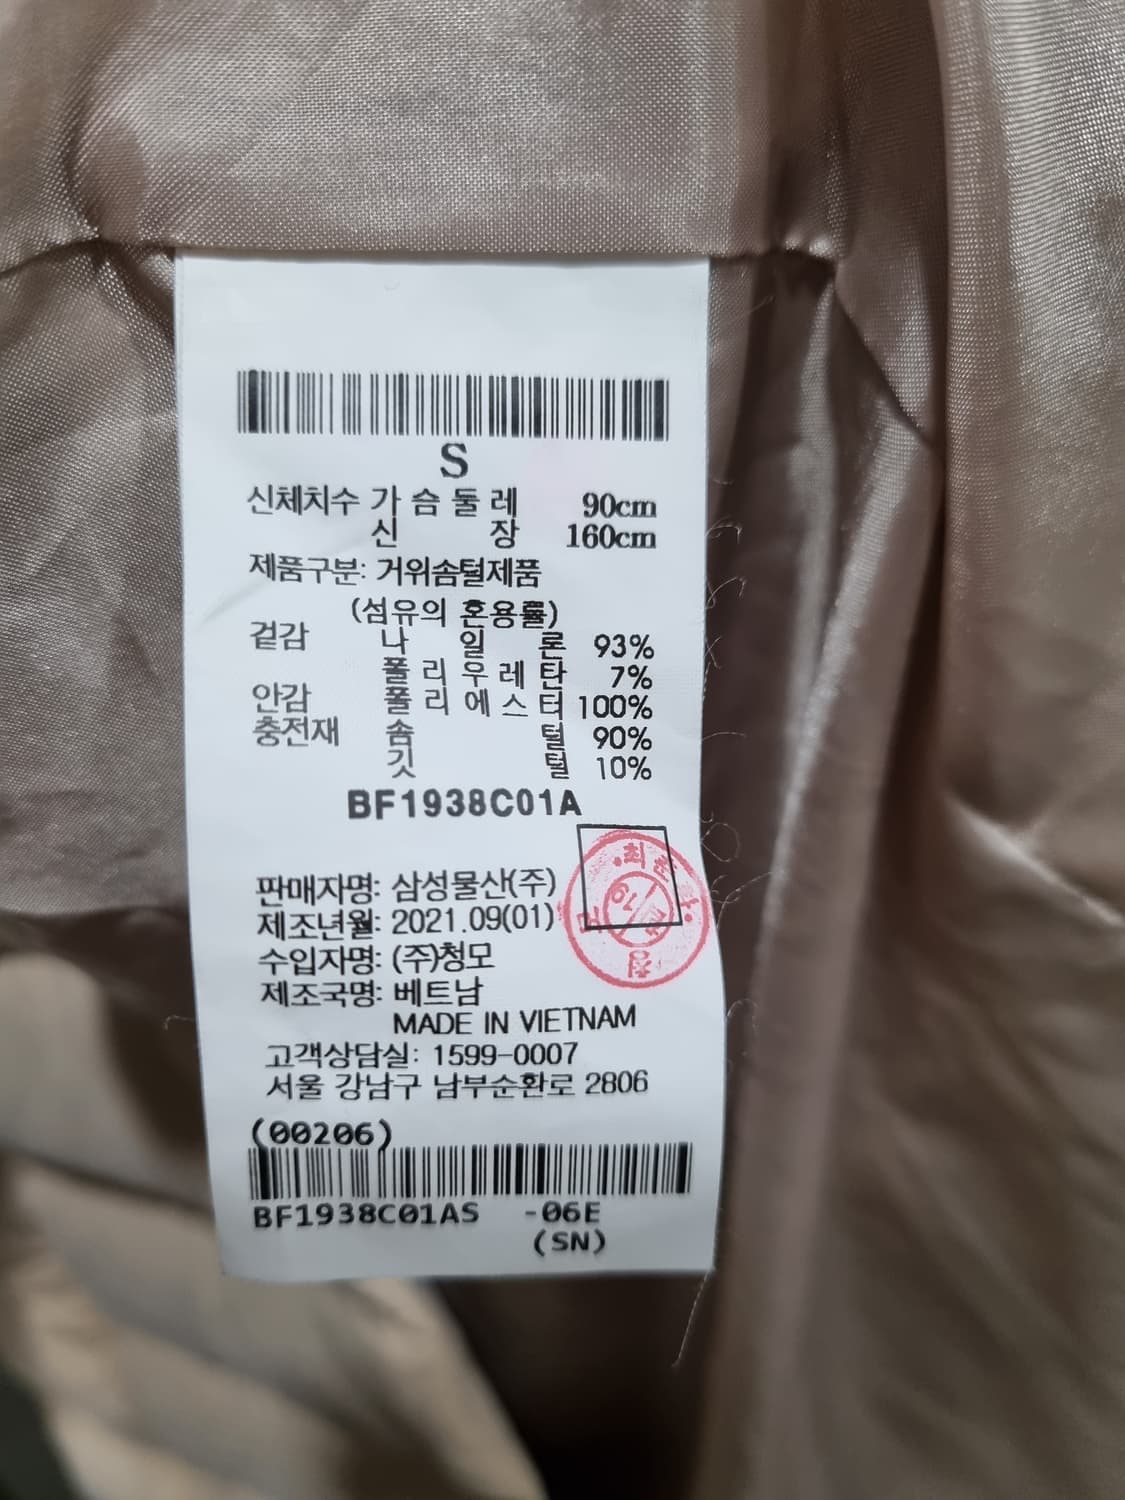 S
신체치수 가슴둘레 90cm
신장 160cm
제품구분: 거위솜털제품
(섬유의 혼용률)
겉감 나일론 93%
폴리우레탄 7%
안감 폴리에스터 100%
충전재 솜털 90%
깃털 10%
BF1938C01A
판매자명: 삼성물산(주)
제조년월: 2021.09(01)
수입자명: (주)청모
제조국명: 베트남
MADE IN VIETNAM
고객상담실: 1599-0007
서울 강남구 남부순환로 2806
(00206)
BF1938C01AS -06E
(SN)